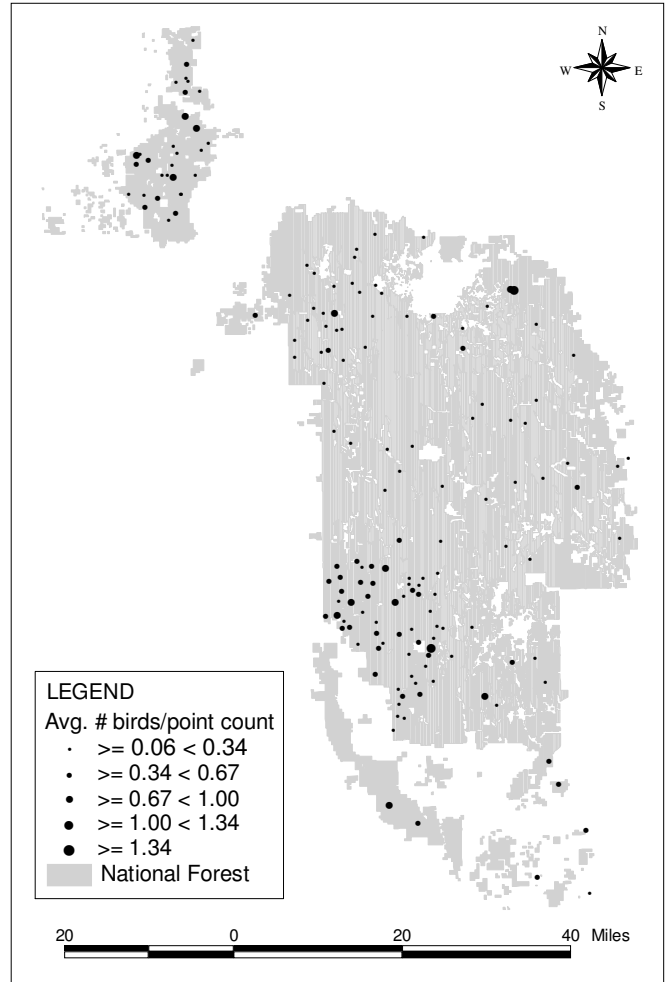 N
W E
S
LEGEND
Avg. # birds/point count
>= 0.06 < 0.34
>= 0.34 < 0.67
>= 0.67 < 1.00
>= 1.00 < 1.34
>= 1.34
National Forest
20 0 20 40 Miles